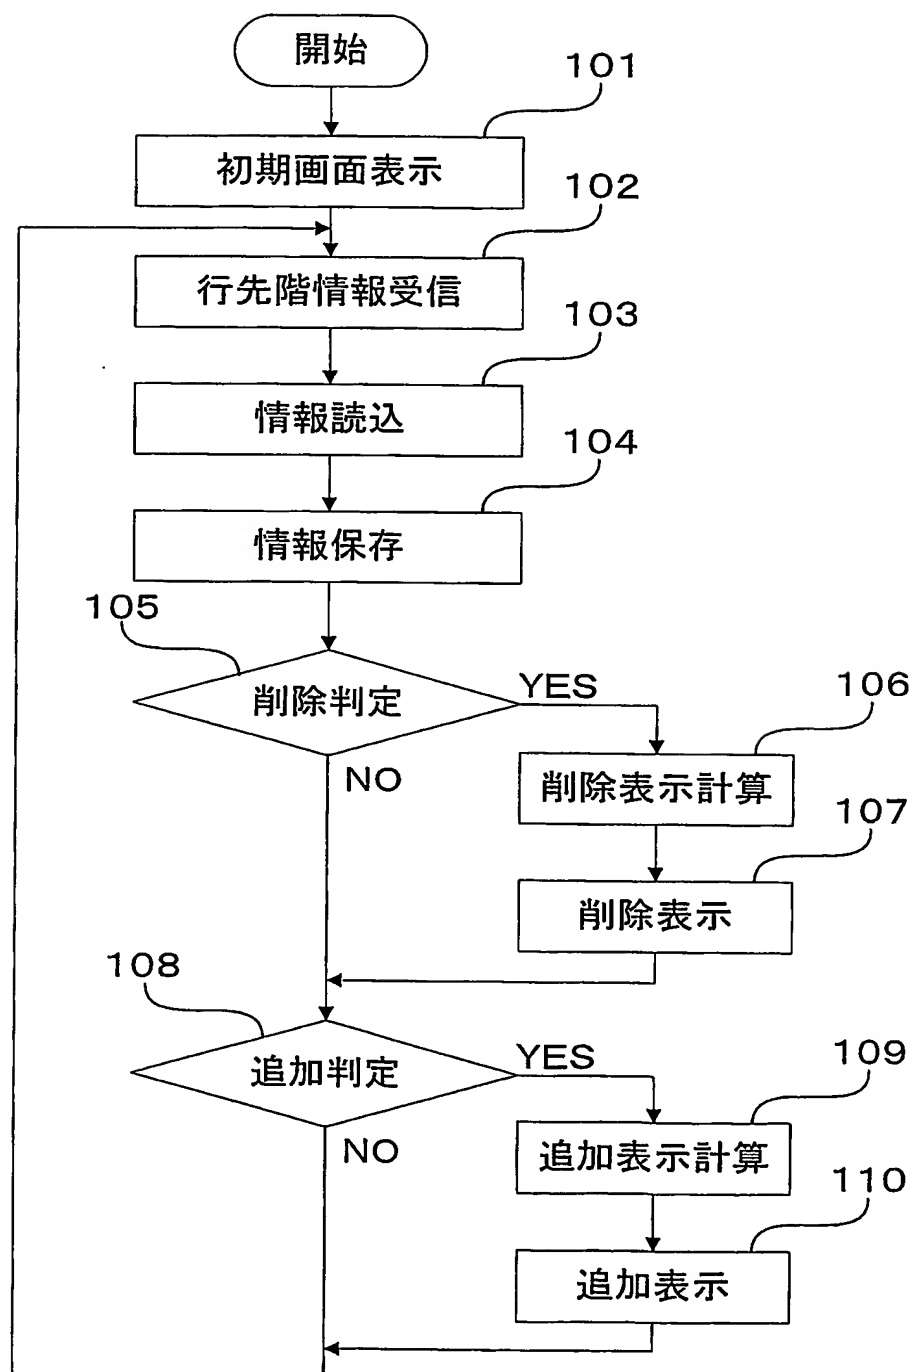 開始
101
初期画面表示
102
行先階情報受信
103
情報読込
104
情報保存
105
削除判定
YES
106
削除表示計算
NO
107
削除表示
108
追加判定
YES
109
追加表示計算
NO
110
追加表示